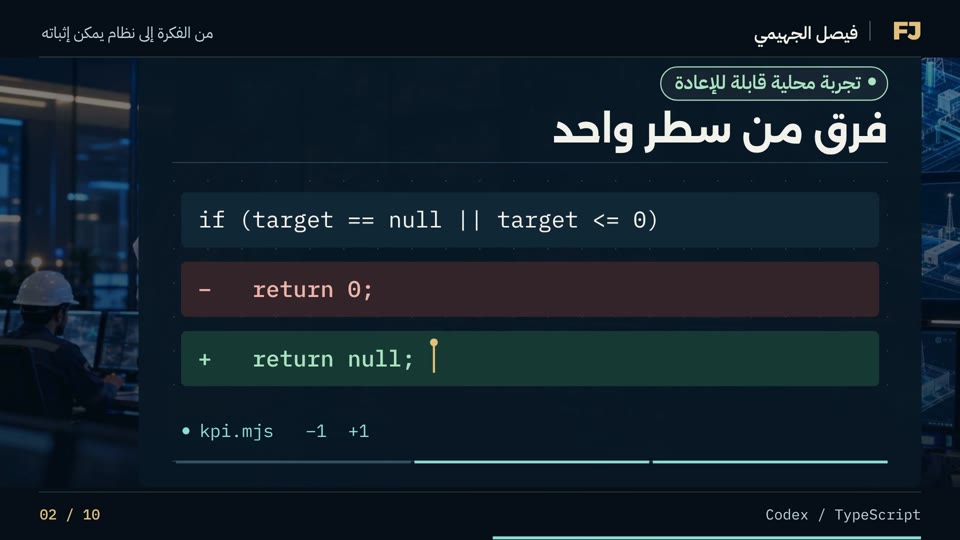 FJ
فيصل الجهيمي
من الفكرة إلى نظام يمكن إثباته
• تجربة محلية قابلة للإعادة
فرق من سطر واحد
if (target == null || target <= 0)
−   return 0;
+   return null;
• kpi.mjs   −1  +1
02 / 10
Codex / TypeScript